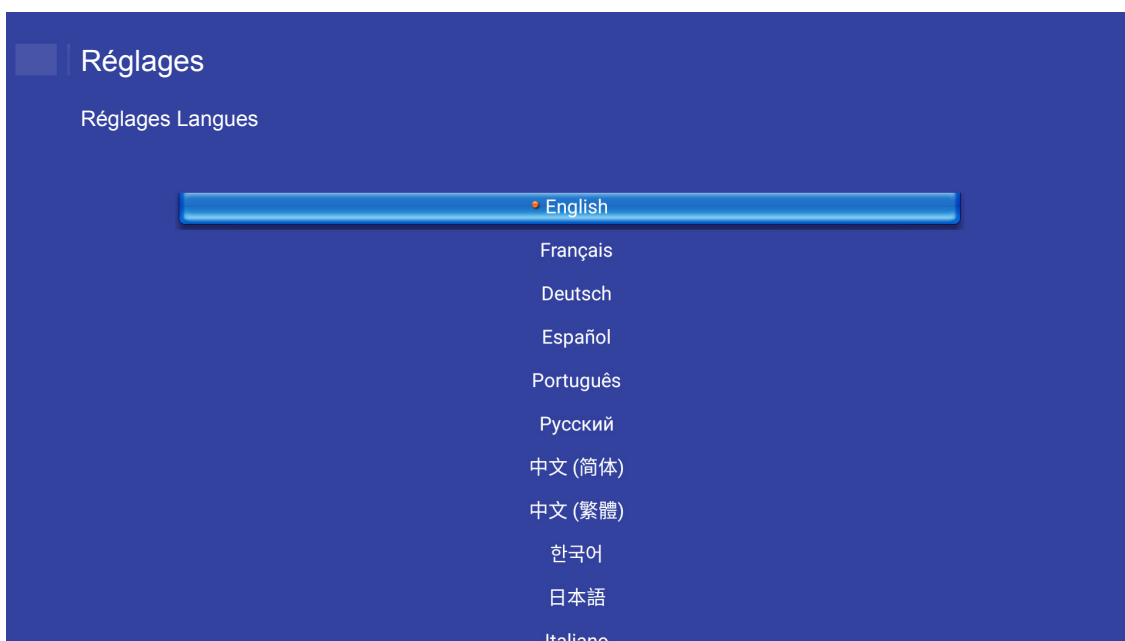 Réglages
Réglages Langues
English
Français
Deutsch
Español
Português
Русский
中文 (简体)
中文 (繁體)
한국어
日本語
Italiano